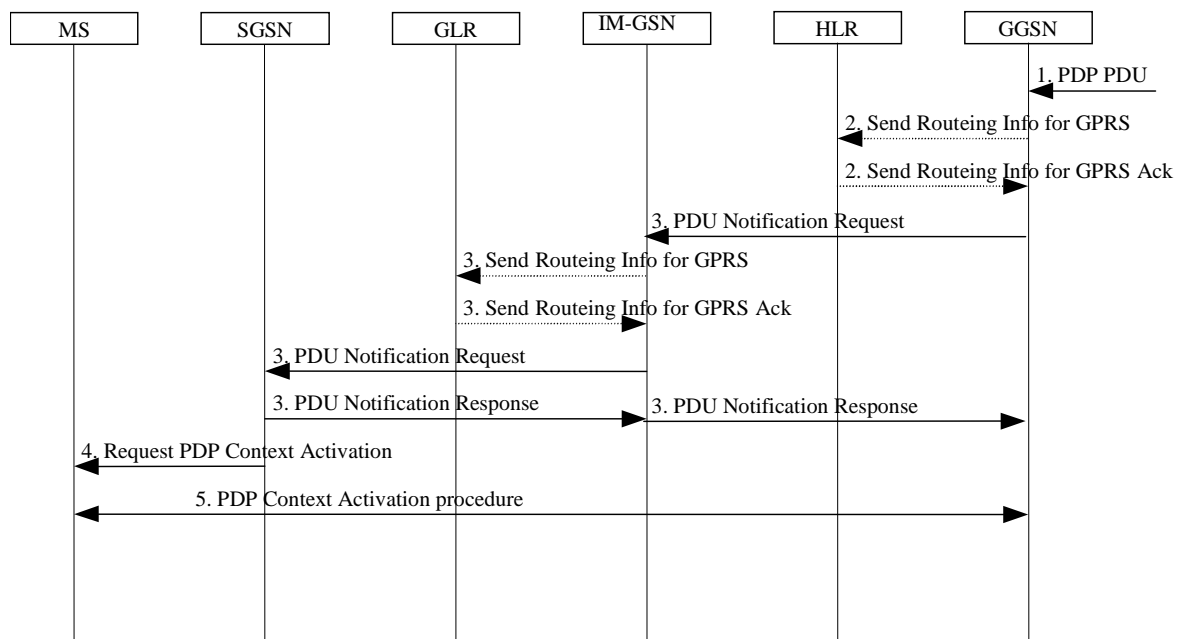 MS
SGSN
GLR
IM-GSN
HLR
GGSN
1. PDP PDU
2. Send Routeing Info for GPRS
2. Send Routeing Info for GPRS Ack
3. PDU Notification Request
3. Send Routeing Info for GPRS
3. Send Routeing Info for GPRS Ack
3. PDU Notification Request
3. PDU Notification Response
3. PDU Notification Response
4. Request PDP Context Activation
5. PDP Context Activation procedure